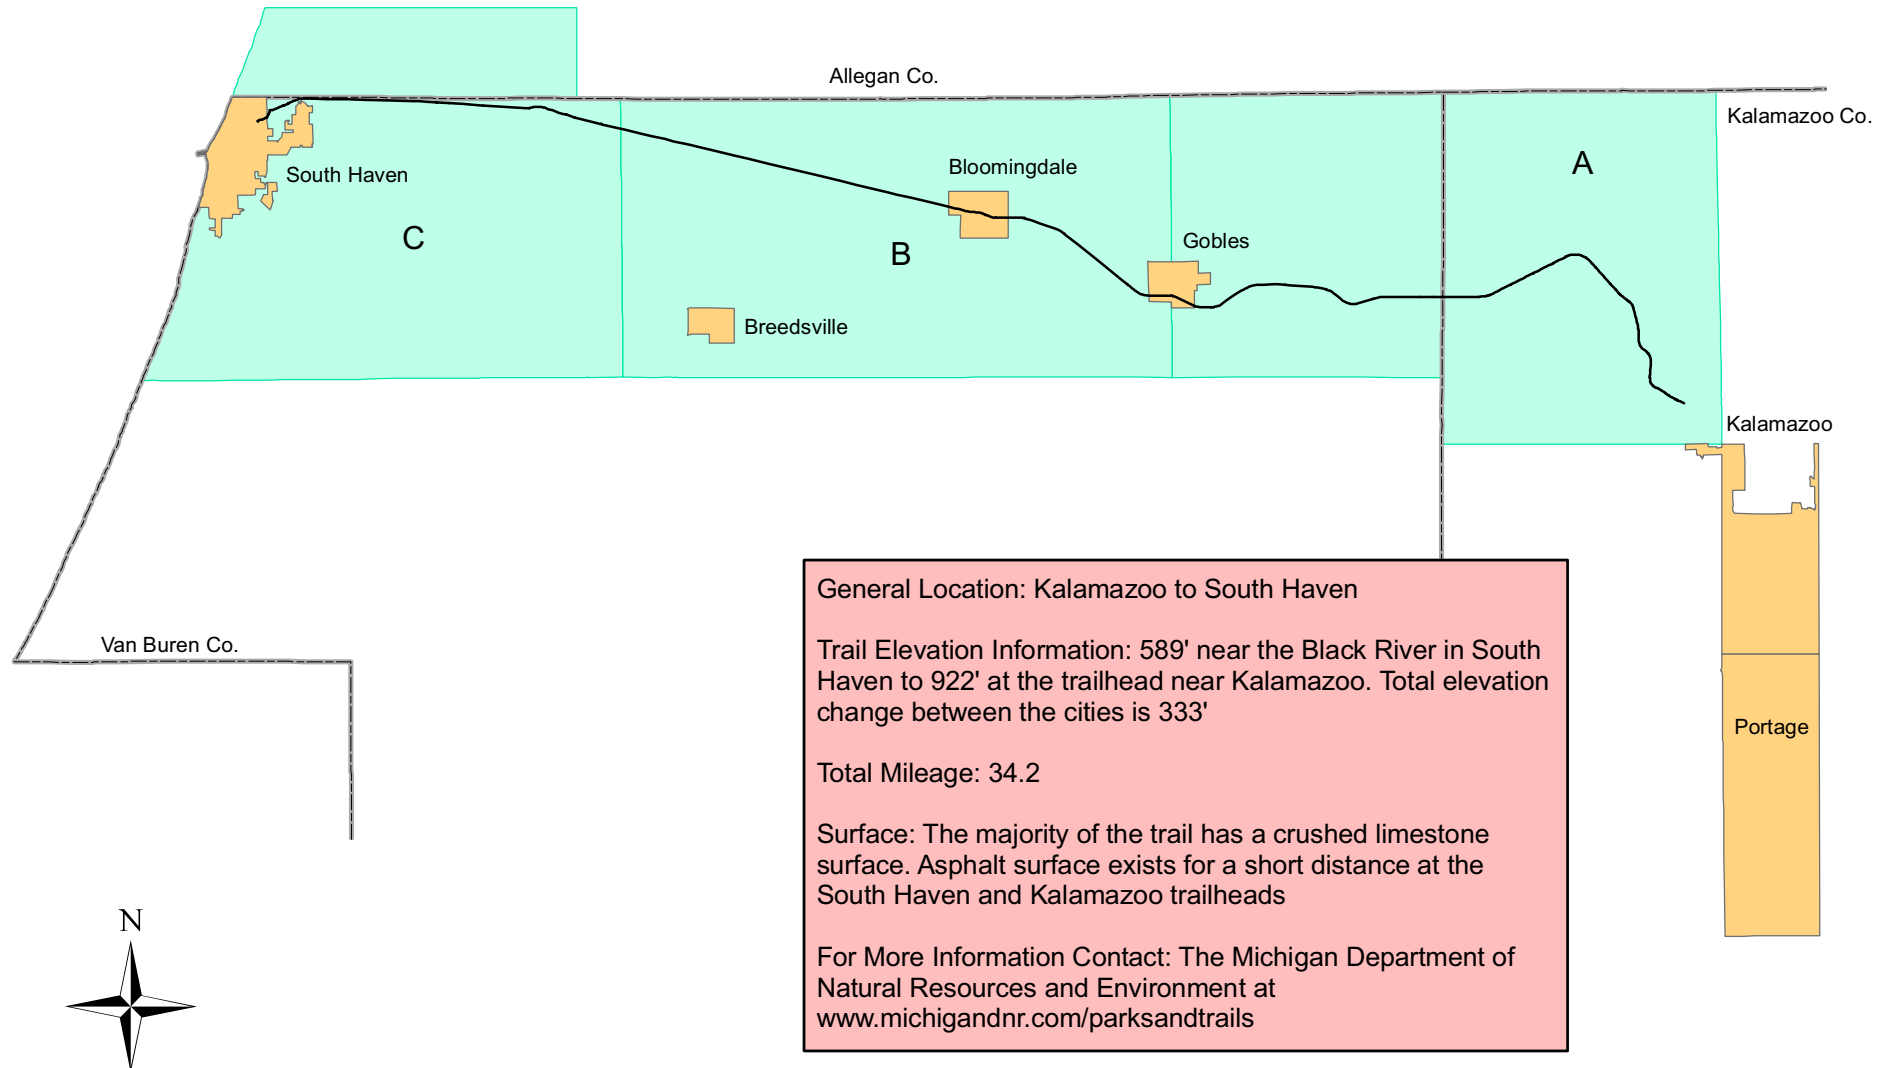 Allegan Co.
Kalamazoo Co.
A
Bloomingdale
South Haven
C
Gobles
B
Breedsville
Kalamazoo
General Location: Kalamazoo to South Haven
Trail Elevation Information: 589' near the Black River in South
Haven to 922' at the trailhead near Kalamazoo. Total elevation
change between the cities is 333'
Total Mileage: 34.2
Surface: The majority of the trail has a crushed limestone
surface. Asphalt surface exists for a short distance at the
South Haven and Kalamazoo trailheads
For More Information Contact: The Michigan Department of
Natural Resources and Environment at
www.michigandnr.com/parksandtrails
Van Buren Co.
Portage
N